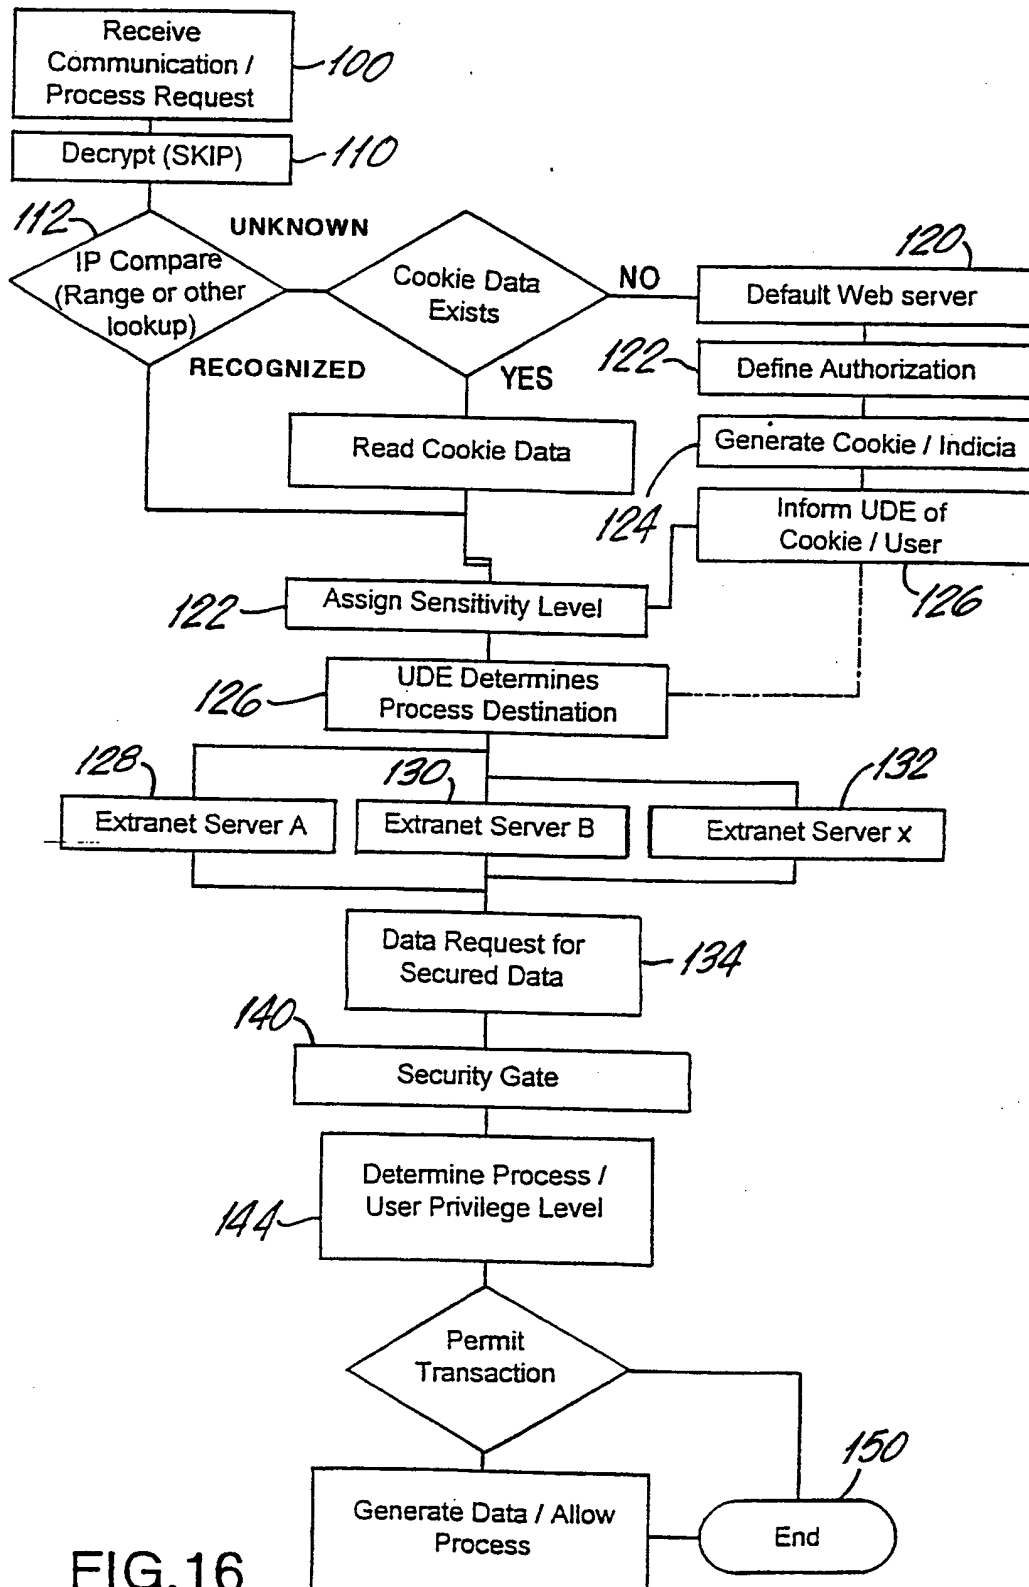 Receive
Communication /
Process Request
100
Decrypt (SKIP)
110
112
UNKNOWN
IP Compare
(Range or other
lookup)
Cookie Data
Exists
NO
120
Default Web server
RECOGNIZED
YES
122
Define Authorization
Read Cookie Data
Generate Cookie / Indicia
124
Inform UDE of
Cookie / User
126
122
Assign Sensitivity Level
126
UDE Determines
Process Destination
128
130
132
Extranet Server A
Extranet Server B
Extranet Server x
Data Request for
Secured Data
134
140
Security Gate
Determine Process /
User Privilege Level
144
Permit
Transaction
150
Generate Data / Allow
Process
End
FIG.16